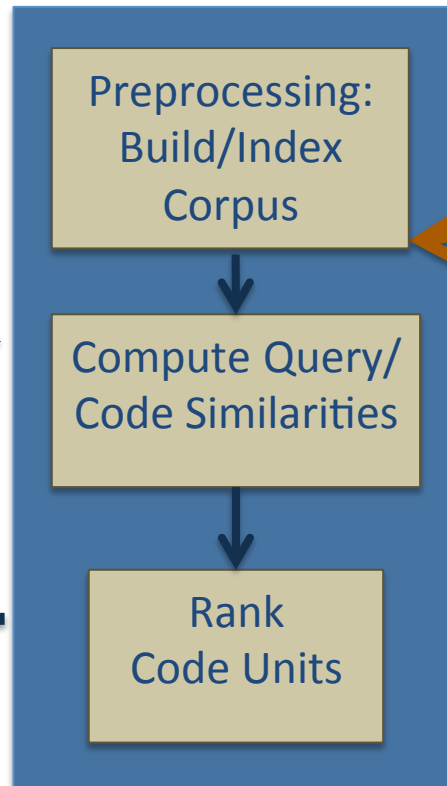 Preprocessing:
Build/Index
Corpus
Compute Query/
Code Similarities
Rank
Code Units